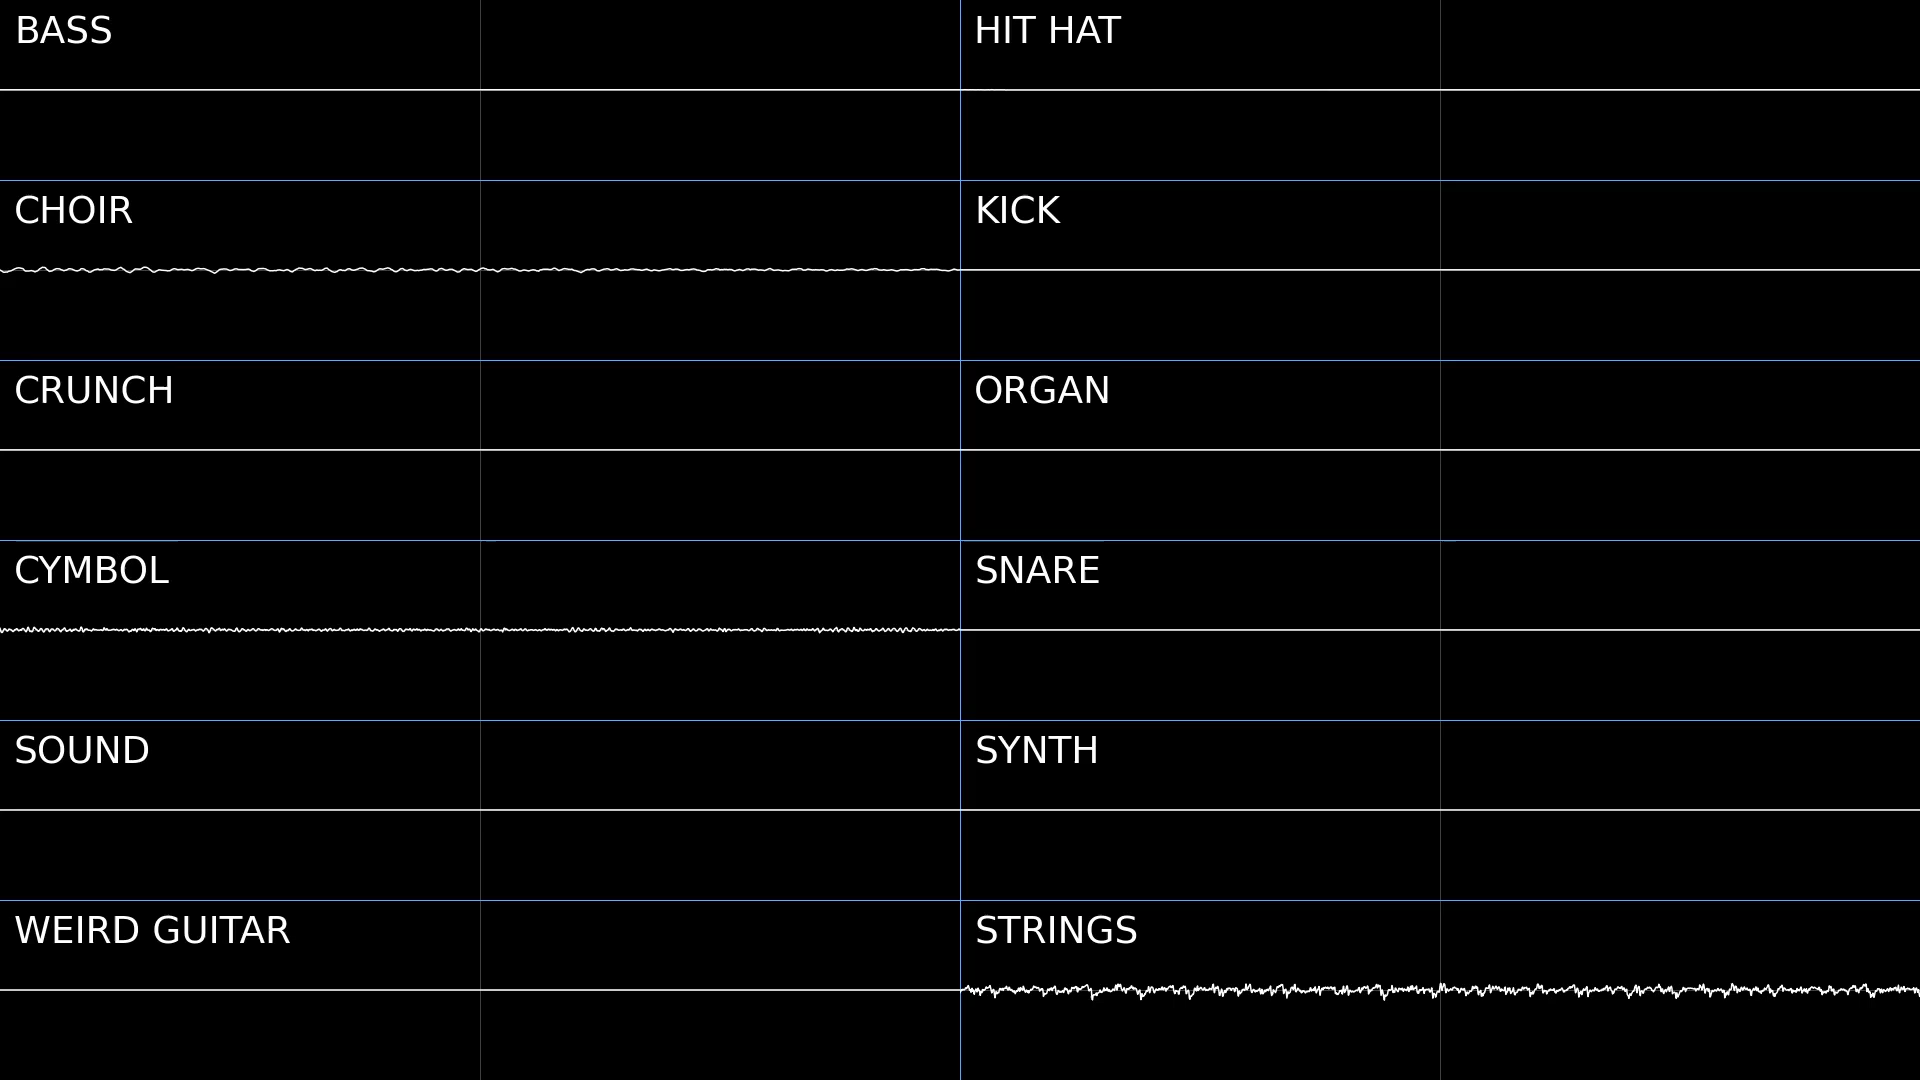 BASS
HIT HAT
CHOIR
KICK
CRUNCH
ORGAN
CYMBOL
SNARE
SOUND
SYNTH
WEIRD GUITAR
STRINGS